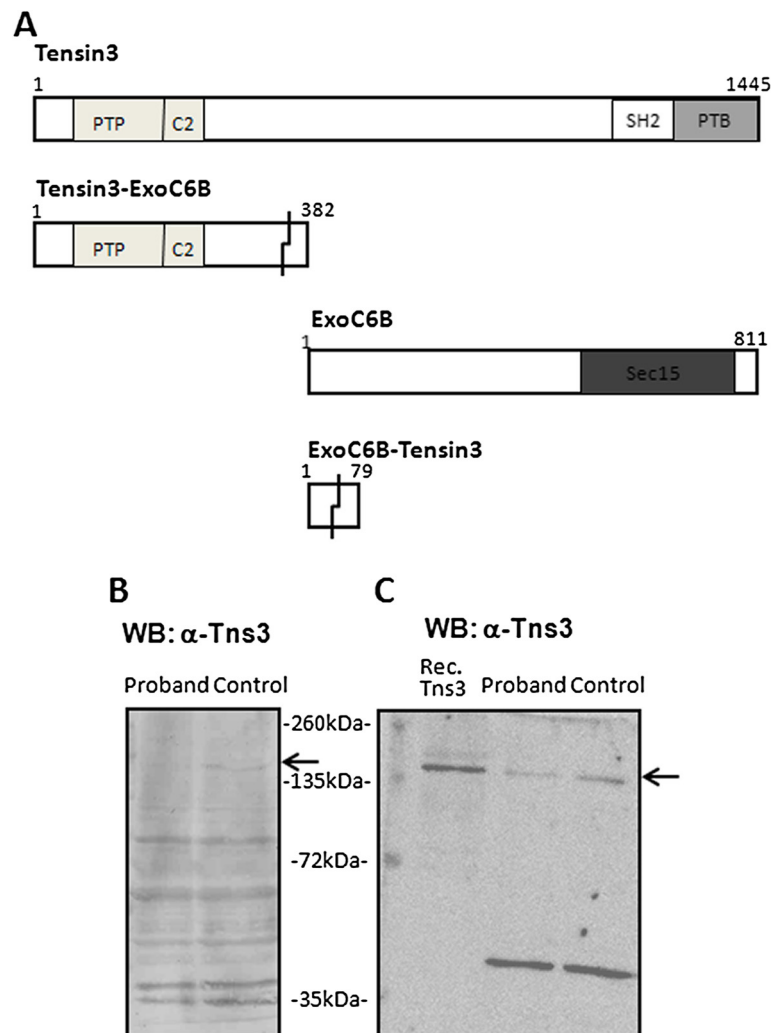 A
Tensin3
1 1445
PTP C2 SH2 PTB
Tensin3-ExoC6B
1 382
PTP C2
ExoC6B
1 811
Sec15
ExoC6B-Tensin3
1 79
B
WB: α-Tns3
Proband Control
C
WB: α-Tns3
Rec.
Tns3 Proband Control
-260kDa-
-135kDa-
-72kDa-
-35kDa-